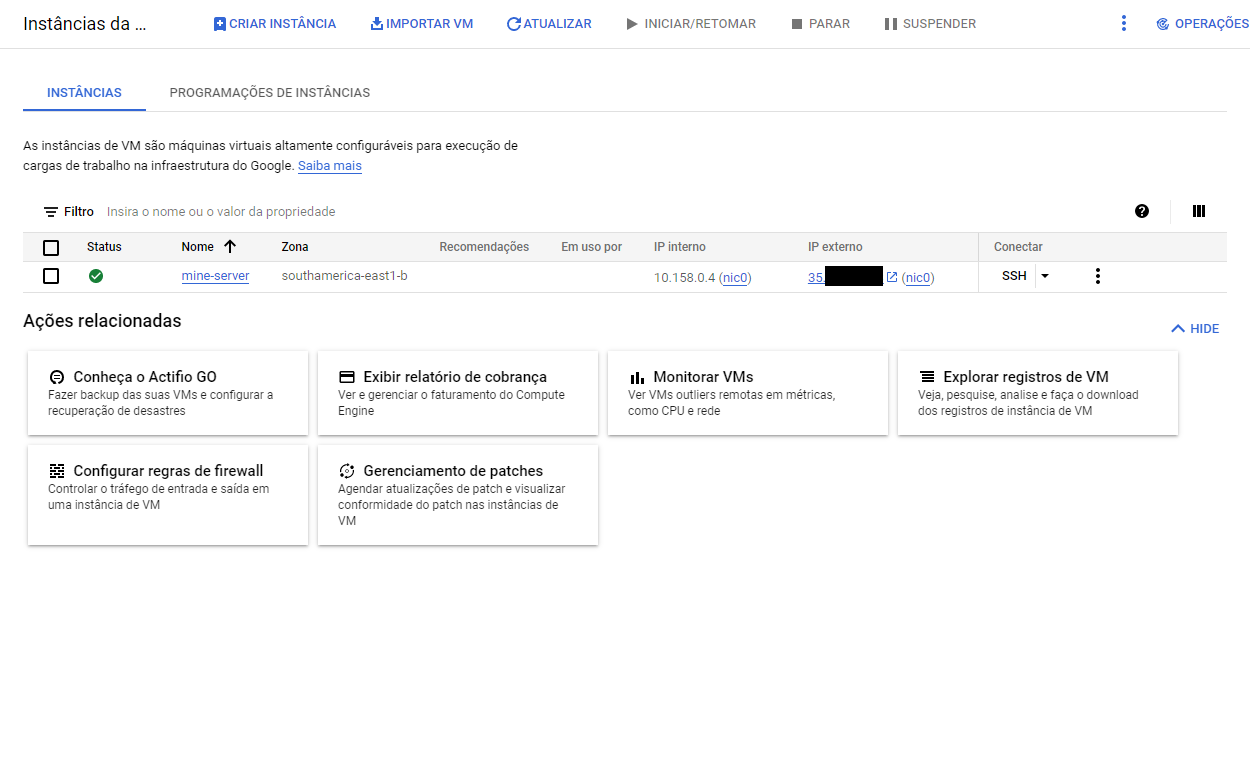 Instâncias da ...
CRIAR INSTÂNCIA
IMPORTAR VM
ATUALIZAR
INICIAR/RETOMAR
PARAR
SUSPENDER
OPERAÇÕES
INSTÂNCIAS
PROGRAMAÇÕES DE INSTÂNCIAS
As instâncias de VM são máquinas virtuais altamente configuráveis para execução de
cargas de trabalho na infraestrutura do Google. Saiba mais
Filtro Insira o nome ou o valor da propriedade
Status Nome Zona Recomendações Em uso por IP interno IP externo Conectar
mine-server southamerica-east1-b 10.158.0.4 (nic0) 35. (nic0) SSH
Ações relacionadas
HIDE
Conheça o Actifio GO
Fazer backup das suas VMs e configurar a
recuperação de desastres
Exibir relatório de cobrança
Ver e gerenciar o faturamento do Compute
Engine
Monitorar VMs
Ver VMs outliers remotas em métricas,
como CPU e rede
Explorar registros de VM
Veja, pesquise, analise e faça o download
dos registros de instância de VM
Configurar regras de firewall
Controlar o tráfego de entrada e saída em
uma instância de VM
Gerenciamento de patches
Agendar atualizações de patch e visualizar
conformidade do patch nas instâncias de
VM